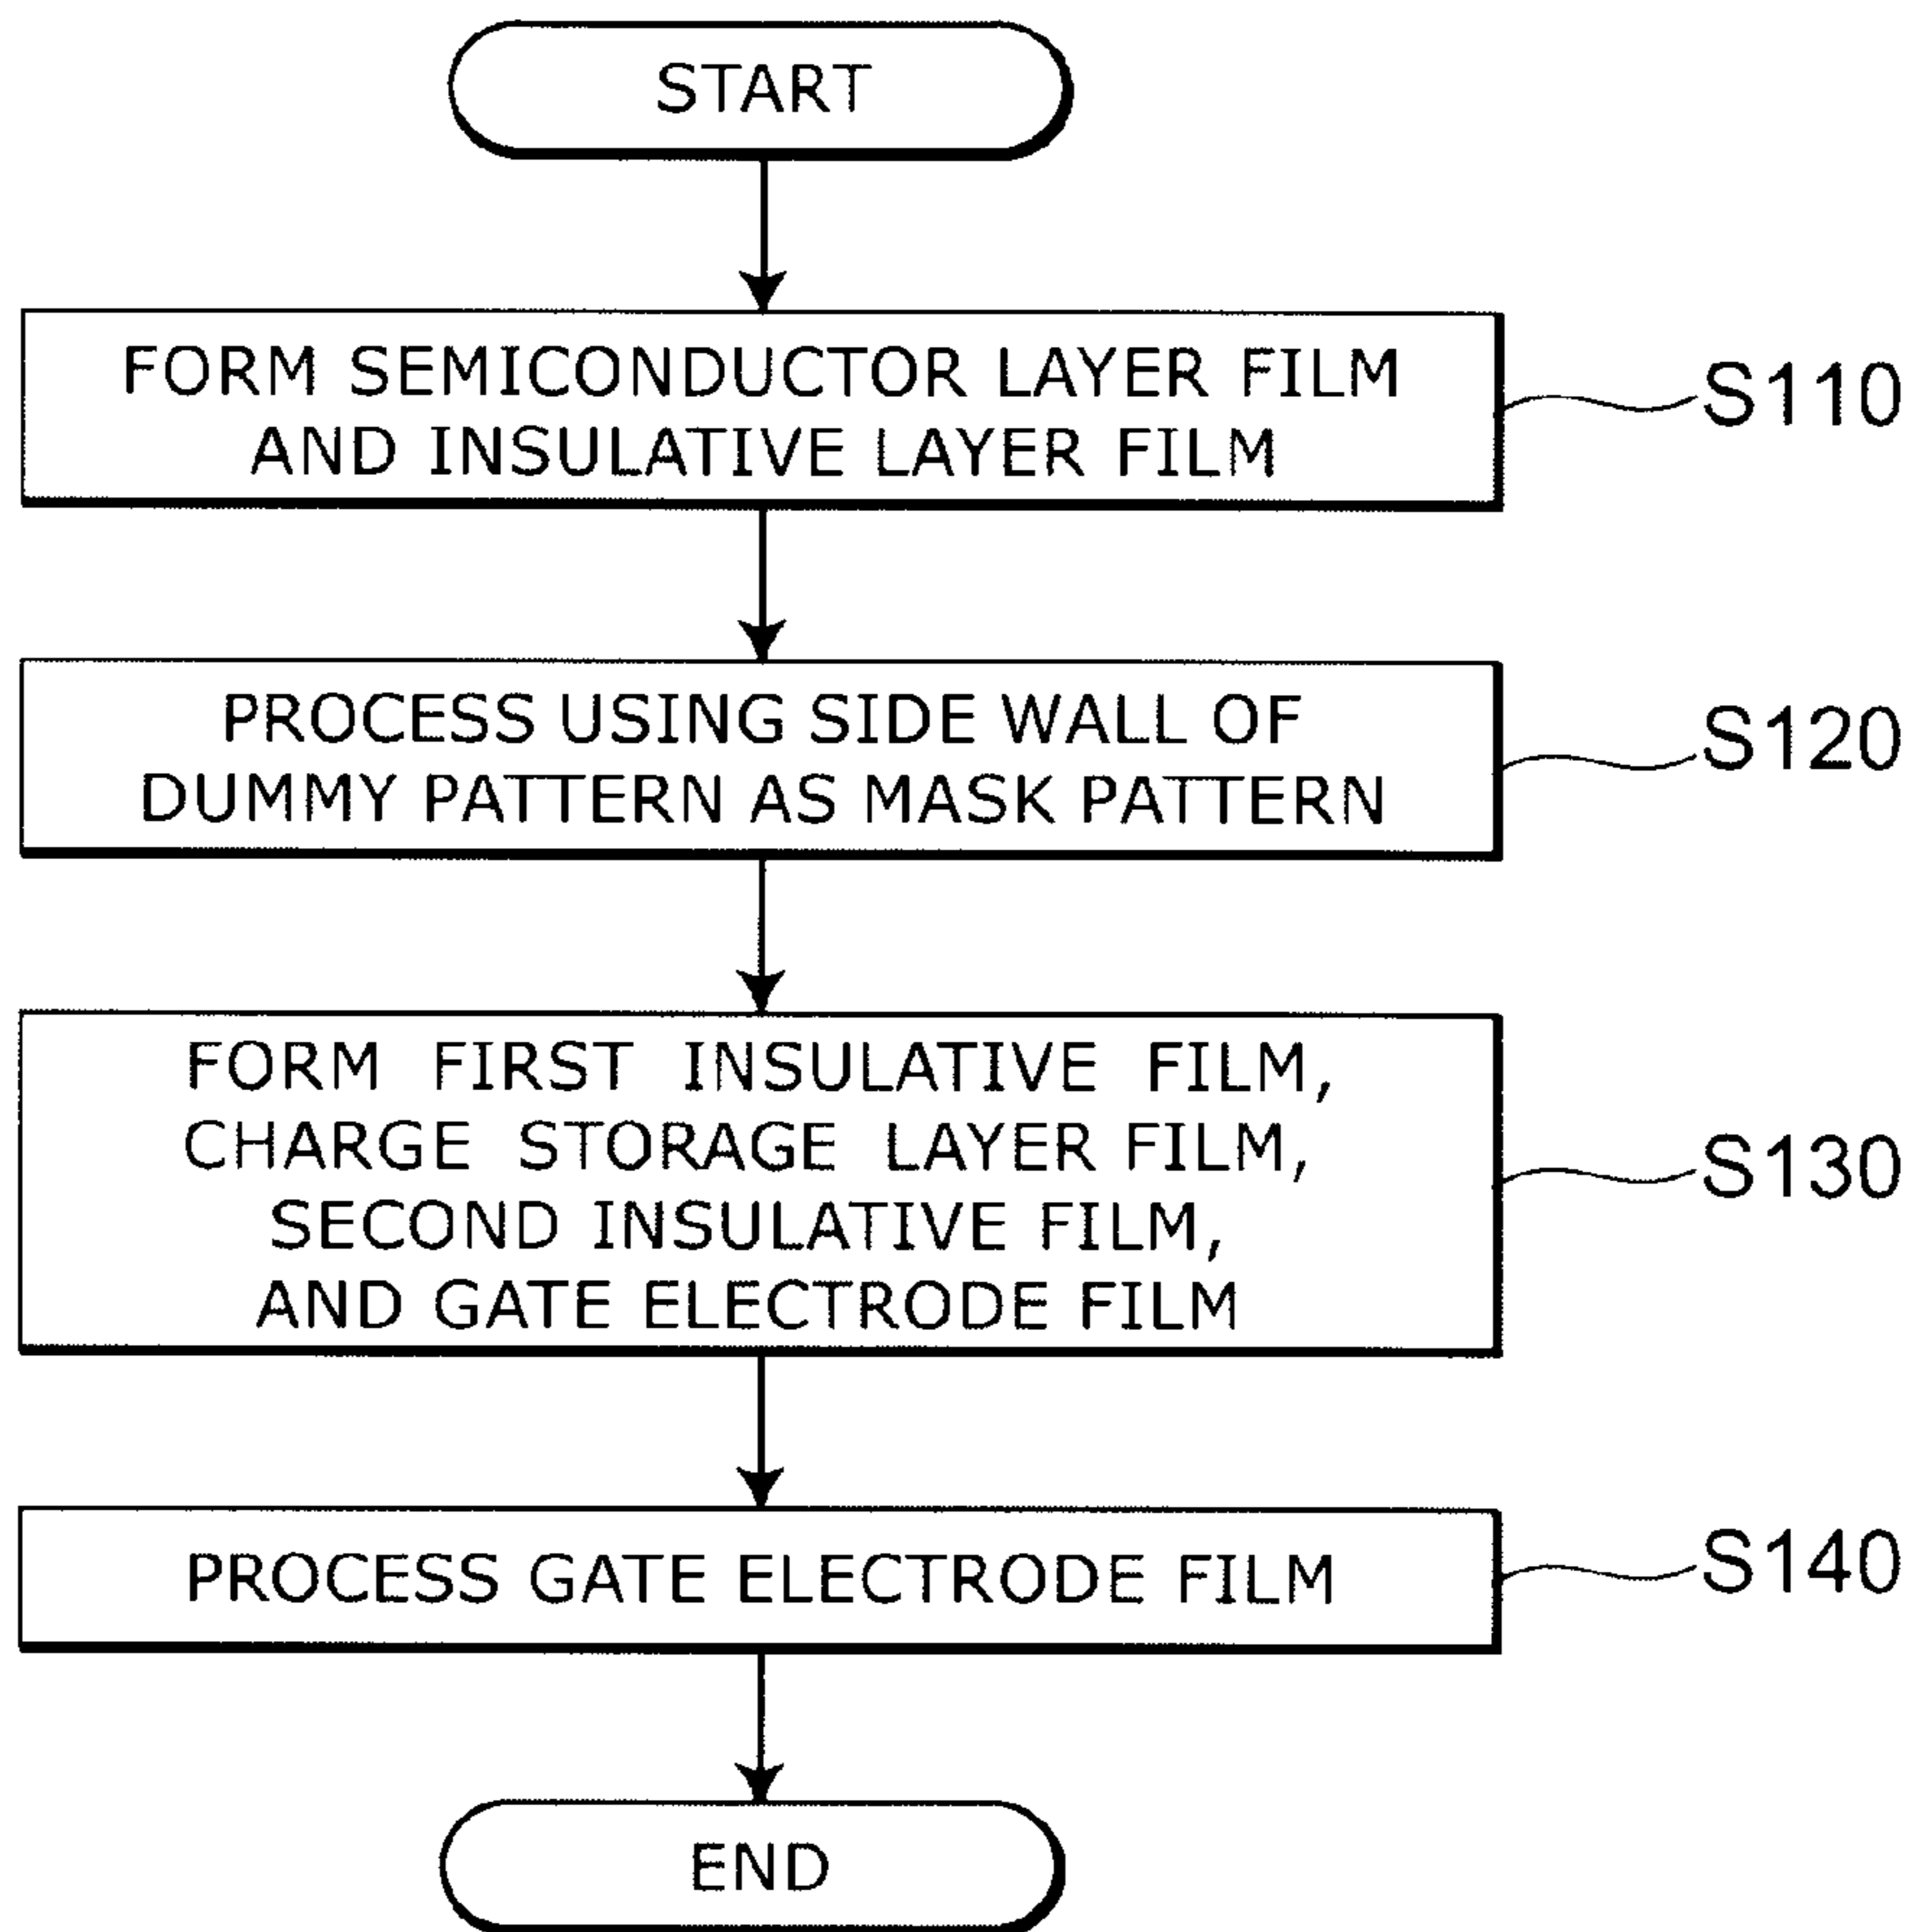 START
FORM SEMICONDUCTOR LAYER FILM
AND INSULATIVE LAYER FILM
S110
PROCESS USING SIDE WALL OF
DUMMY PATTERN AS MASK PATTERN
S120
FORM FIRST INSULATIVE FILM,
CHARGE STORAGE LAYER FILM,
SECOND INSULATIVE FILM,
AND GATE ELECTRODE FILM
S130
PROCESS GATE ELECTRODE FILM
S140
END